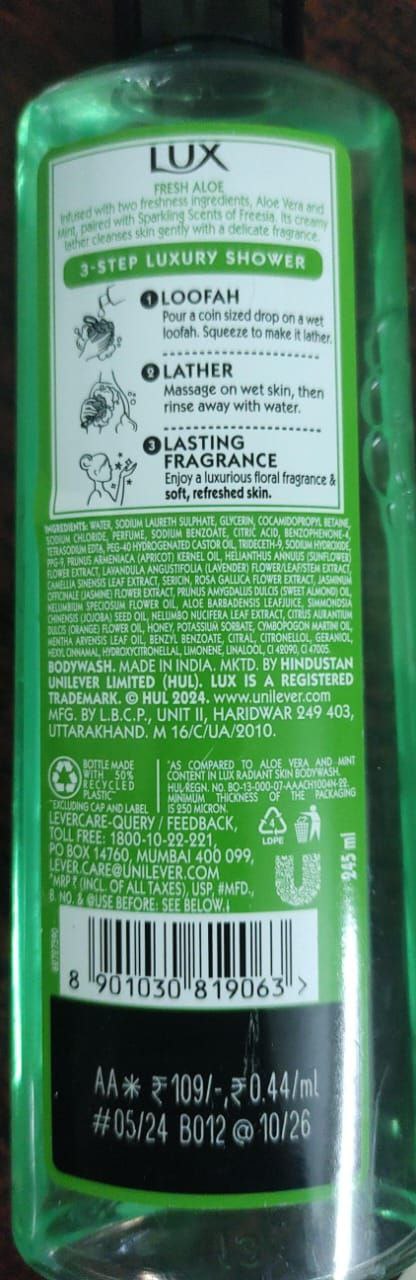 LUX
FRESH ALOE
Infused with two freshness ingredients, Aloe Vera and
Mint, paired with Sparkling Scents of Freesia. Its creamy
lather cleanses skin gently with a delicate fragrance.
3-STEP LUXURY SHOWER
1 LOOFAH
Pour a coin sized drop on a wet
loofah. Squeeze to make it lather.
2 LATHER
Massage on wet skin, then
rinse away with water.
3 LASTING
FRAGRANCE
Enjoy a luxurious floral fragrance &
soft, refreshed skin.
INGREDIENTS: WATER, SODIUM LAURETH SULPHATE, GLYCERIN, COCAMIDOPROPYL BETAINE,
SODIUM CHLORIDE, PERFUME, SODIUM BENZOATE, CITRIC ACID, BENZOPHENONE-4,
TETRASODIUM EDTA, PEG-40 HYDROGENATED CASTOR OIL, TRIDECETH-9, SODIUM HYDROXIDE,
PPG-9, PRUNUS ARMENIACA (APRICOT) KERNEL OIL, HELIANTHUS ANNUUS (SUNFLOWER)
FLOWER EXTRACT, LAVANDULA ANGUSTIFOLIA (LAVENDER) FLOWER/LEAF/STEM EXTRACT,
CAMELLIA SINENSIS LEAF EXTRACT, SERICIN, ROSA GALLICA FLOWER EXTRACT, JASMINUM
OFFICINALE (JASMINE) FLOWER EXTRACT, PRUNUS AMYGDALUS DULCIS (SWEET ALMOND) OIL,
NELUMBIUM SPECIOSUM FLOWER OIL, ALOE BARBADENSIS LEAFJUICE, SIMMONDSIA
CHINENSIS (JOJOBA) SEED OIL, NELUMBO NUCIFERA LEAF EXTRACT, CITRUS AURANTIUM
DULCIS (ORANGE) FLOWER OIL, HONEY, POTASSIUM SORBATE, CYMBOPOGON MARTINI OIL,
MENTHA ARVENSIS LEAF OIL, BENZYL BENZOATE, CITRAL, CITRONELLOL, GERANIOL,
HEXYL CINNAMAL, HYDROXYCITRONELLAL, LIMONENE, LINALOOL, CI 42090, CI 47005.
BODYWASH. MADE IN INDIA. MKTD. BY HINDUSTAN
UNILEVER LIMITED (HUL). LUX IS A REGISTERED
TRADEMARK. © HUL 2024. www.unilever.com
MFG. BY L.B.C.P., UNIT II, HARIDWAR 249 403,
UTTARAKHAND. M 16/C/UA/2010.
BOTTLE MADE
WITH 50%
RECYCLED
PLASTIC**
**EXCLUDING CAP AND LABEL
*AS COMPARED TO ALOE VERA AND MINT
CONTENT IN LUX RADIANT SKIN BODYWASH.
HUL-REGN. No. BO-13-000-07-AAACH1004N-22.
MINIMUM THICKNESS OF THE PACKAGING
IS 250 MICRON.
LEVERCARE-QUERY / FEEDBACK,
TOLL FREE: 1800-10-22-221,
PO BOX 14760, MUMBAI 400 099,
LEVER.CARE@UNILEVER.COM
*MRP ₹ (INCL. OF ALL TAXES), USP, #MFD.,
B. NO. & @USE BEFORE: SEE BELOW.↓
4
LDPE
245 ml
8 901030 819063 >
AA* ₹109/-,₹0.44/ml
#05/24 B012 @ 10/26